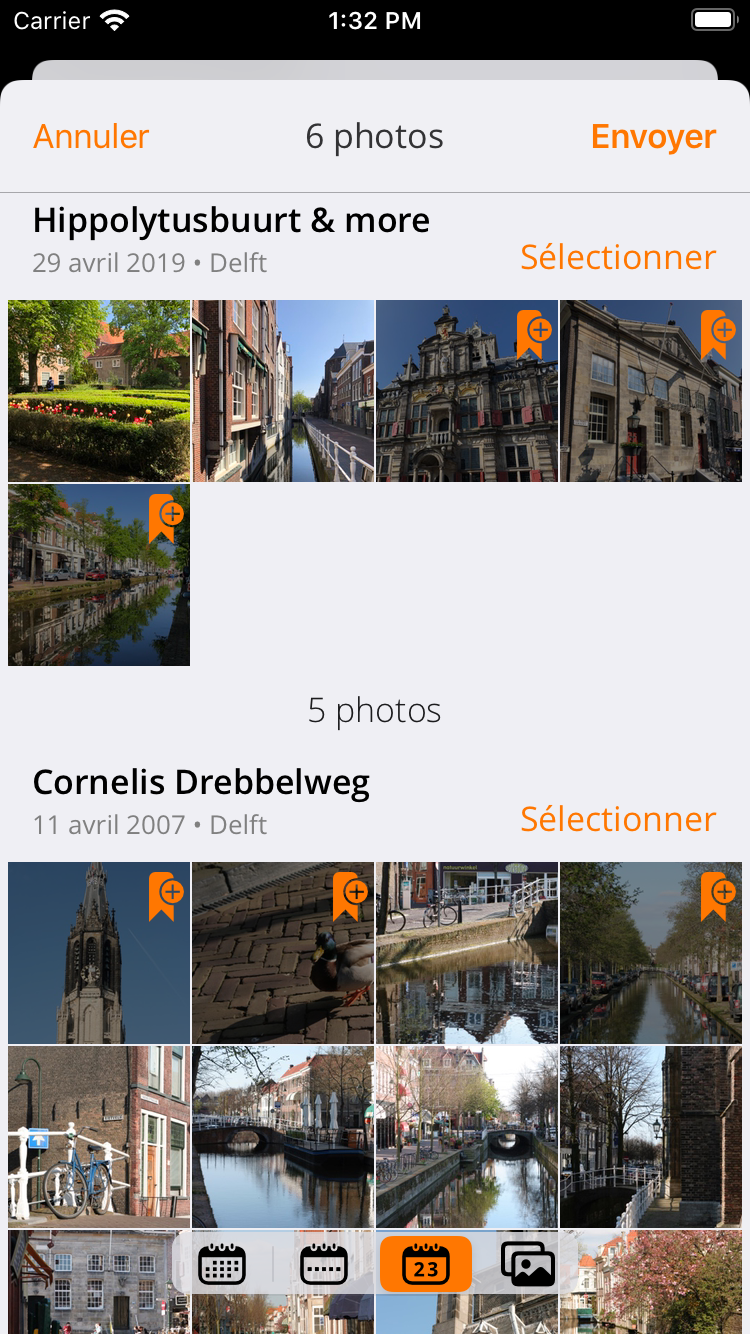 Carrier 1:32 PM
Annuler 6 photos Envoyer
Hippolytusbuurt & more
29 avril 2019 • Delft Sélectionner
5 photos
Cornelis Drebbelweg
11 avril 2007 • Delft Sélectionner
23